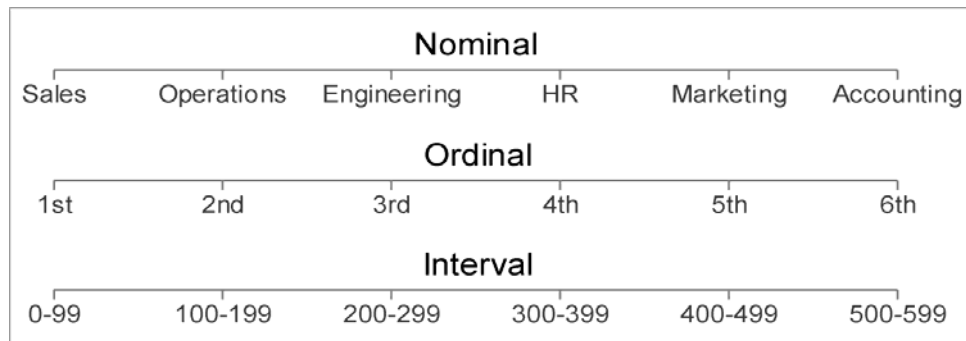 Nominal
Sales Operations Engineering HR Marketing Accounting
Ordinal
1st 2nd 3rd 4th 5th 6th
Interval
0-99 100-199 200-299 300-399 400-499 500-599